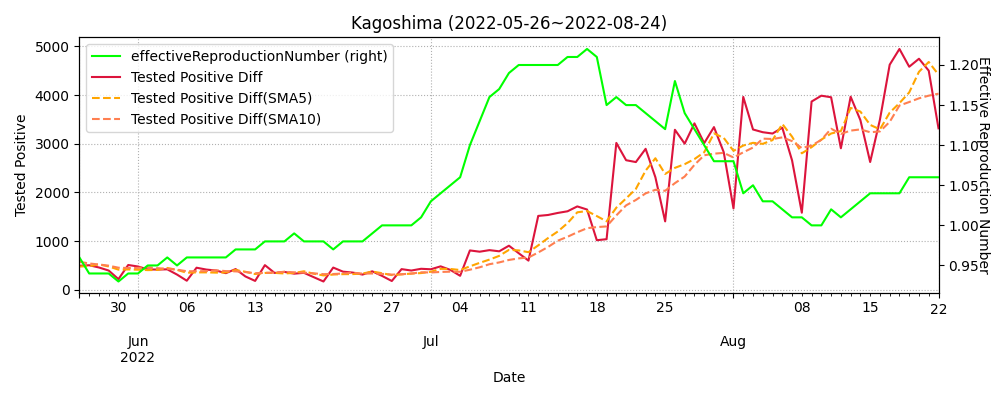 Kagoshima (2022-05-26~2022-08-24)
effectiveReproductionNumber (right)
Tested Positive Diff
Tested Positive Diff(SMA5)
Tested Positive Diff(SMA10)
Tested Positive
5000
4000
3000
2000
1000
0
1.20
1.15
1.10
1.05
1.00
0.95
Effective Reproduction Number
30 06 13 20 27 04 11 18 25 08 15 22
Jun Jul Aug
2022
Date